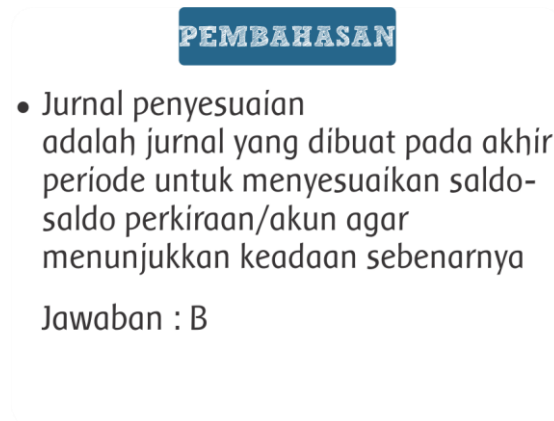 PEMBAHASAN
• Jurnal penyesuaian
adalah jurnal yang dibuat pada akhir
periode untuk menyesuaikan saldo-
saldo perkiraan/akun agar
menunjukkan keadaan sebenarnya
Jawaban : B